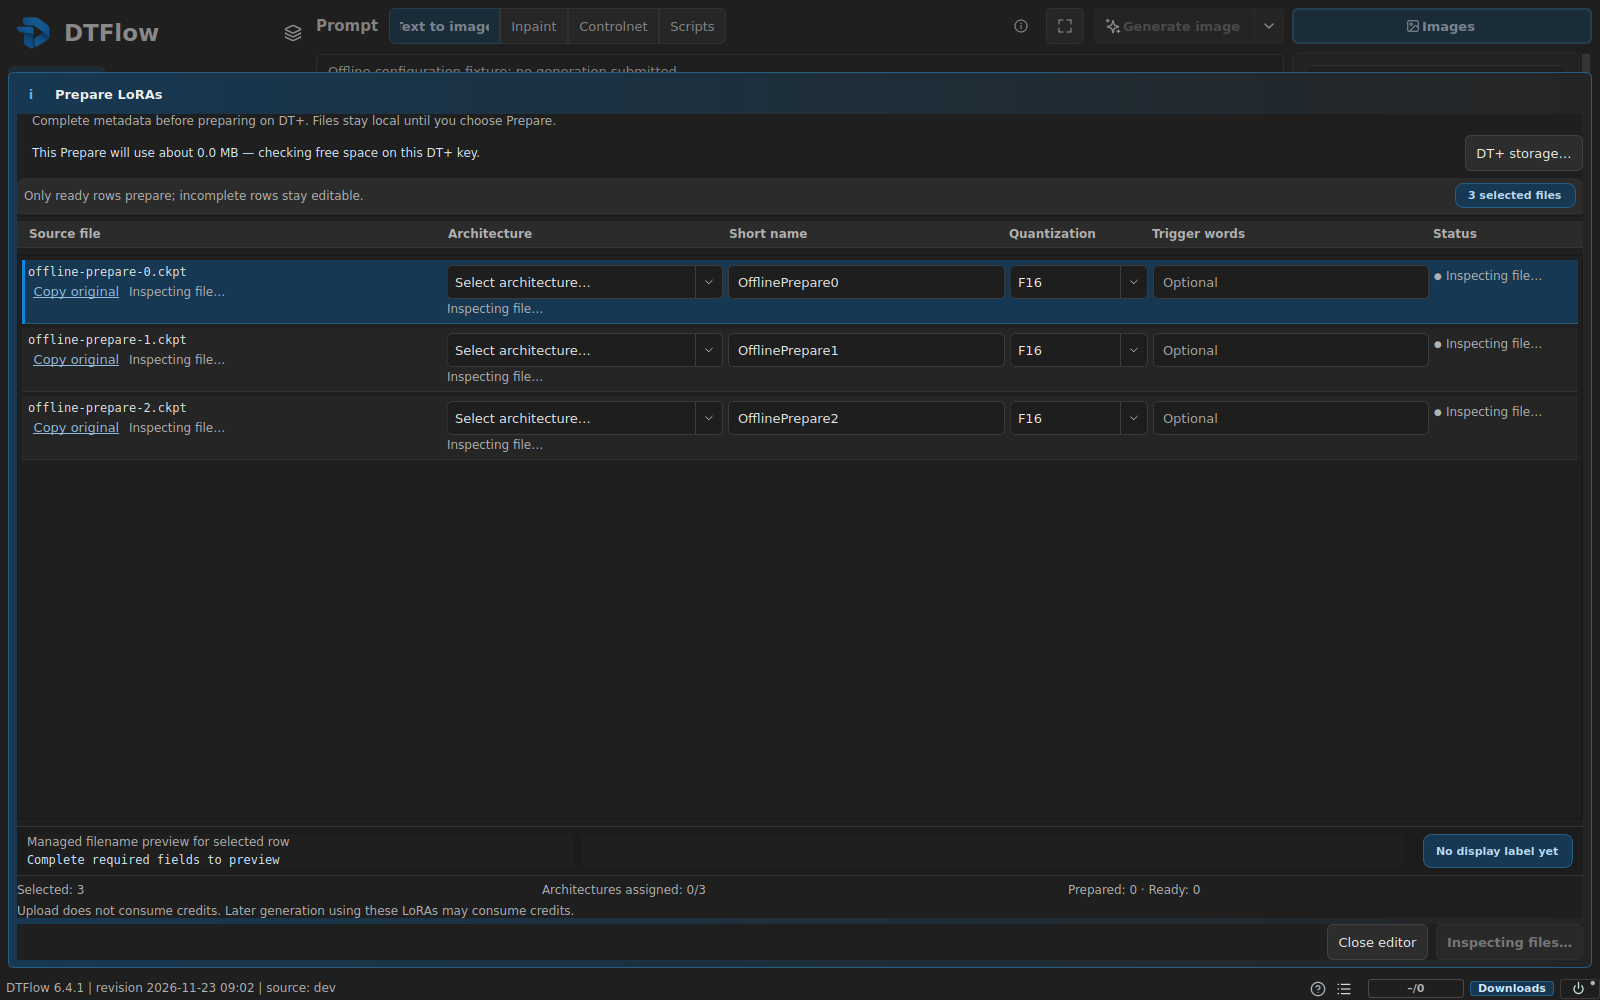 DTFlow
Prompt
Text to image
Inpaint
Controlnet
Scripts
Generate image
Images
Offline configuration fixture: no generation submitted
i Prepare LoRAs
Complete metadata before preparing on DT+. Files stay local until you choose Prepare.
This Prepare will use about 0.0 MB — checking free space on this DT+ key.
DT+ storage...
Only ready rows prepare; incomplete rows stay editable.
3 selected files
Source file Architecture Short name Quantization Trigger words Status
offline-prepare-0.ckpt
Copy original Inspecting file...
Select architecture...
Inspecting file...
OfflinePrepare0
F16
Optional
● Inspecting file...
offline-prepare-1.ckpt
Copy original Inspecting file...
Select architecture...
Inspecting file...
OfflinePrepare1
F16
Optional
● Inspecting file...
offline-prepare-2.ckpt
Copy original Inspecting file...
Select architecture...
Inspecting file...
OfflinePrepare2
F16
Optional
● Inspecting file...
Managed filename preview for selected row
Complete required fields to preview
No display label yet
Selected: 3
Architectures assigned: 0/3
Prepared: 0 · Ready: 0
Upload does not consume credits. Later generation using these LoRAs may consume credits.
Close editor
Inspecting files...
DTFlow 6.4.1 | revision 2026-11-23 09:02 | source: dev
-/0
Downloads